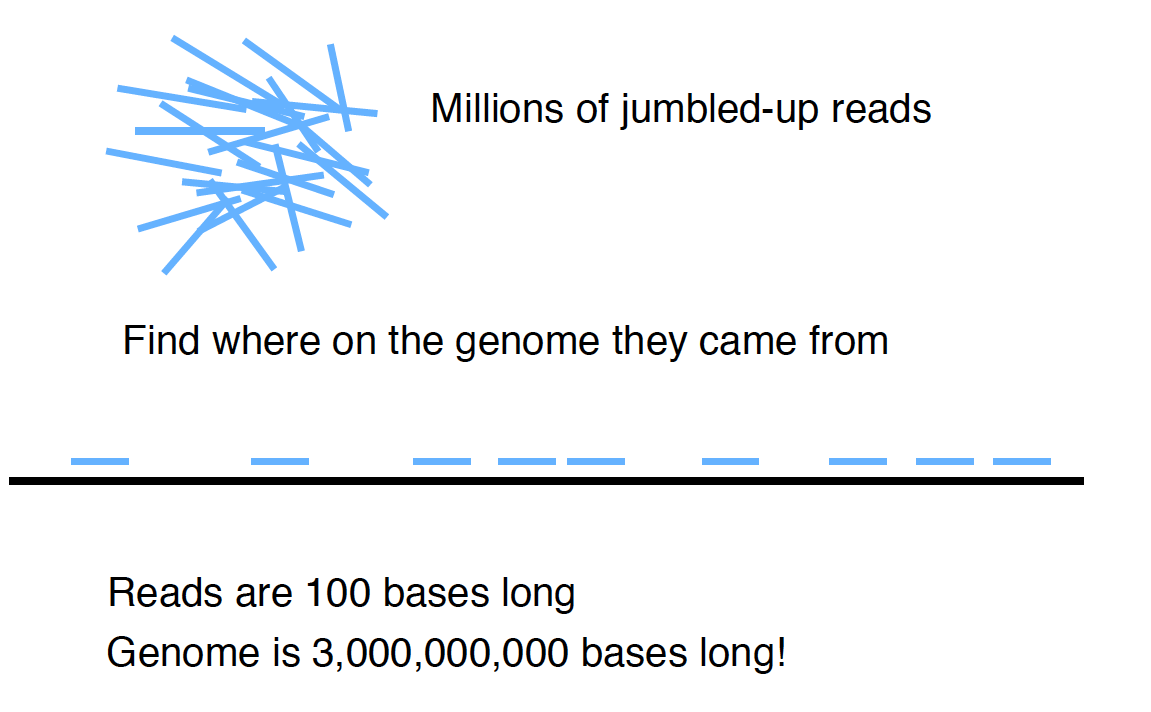 Millions of jumbled-up reads
Find where on the genome they came from
Reads are 100 bases long
Genome is 3,000,000,000 bases long!